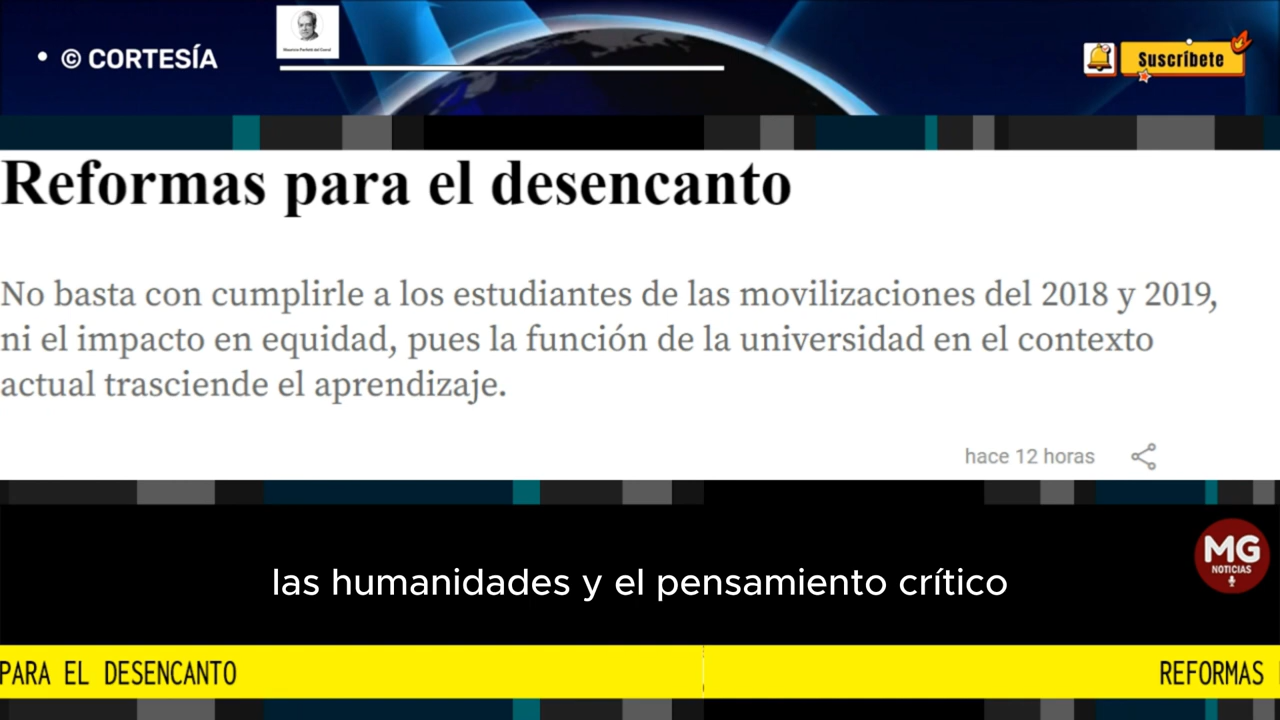 • © CORTESÍA
Suscríbete
Reformas para el desencanto
No basta con cumplirle a los estudiantes de las movilizaciones del 2018 y 2019,
ni el impacto en equidad, pues la función de la universidad en el contexto
actual trasciende el aprendizaje.
hace 12 horas
MG
NOTICIAS
las humanidades y el pensamiento crítico
PARA EL DESENCANTO
REFORMAS